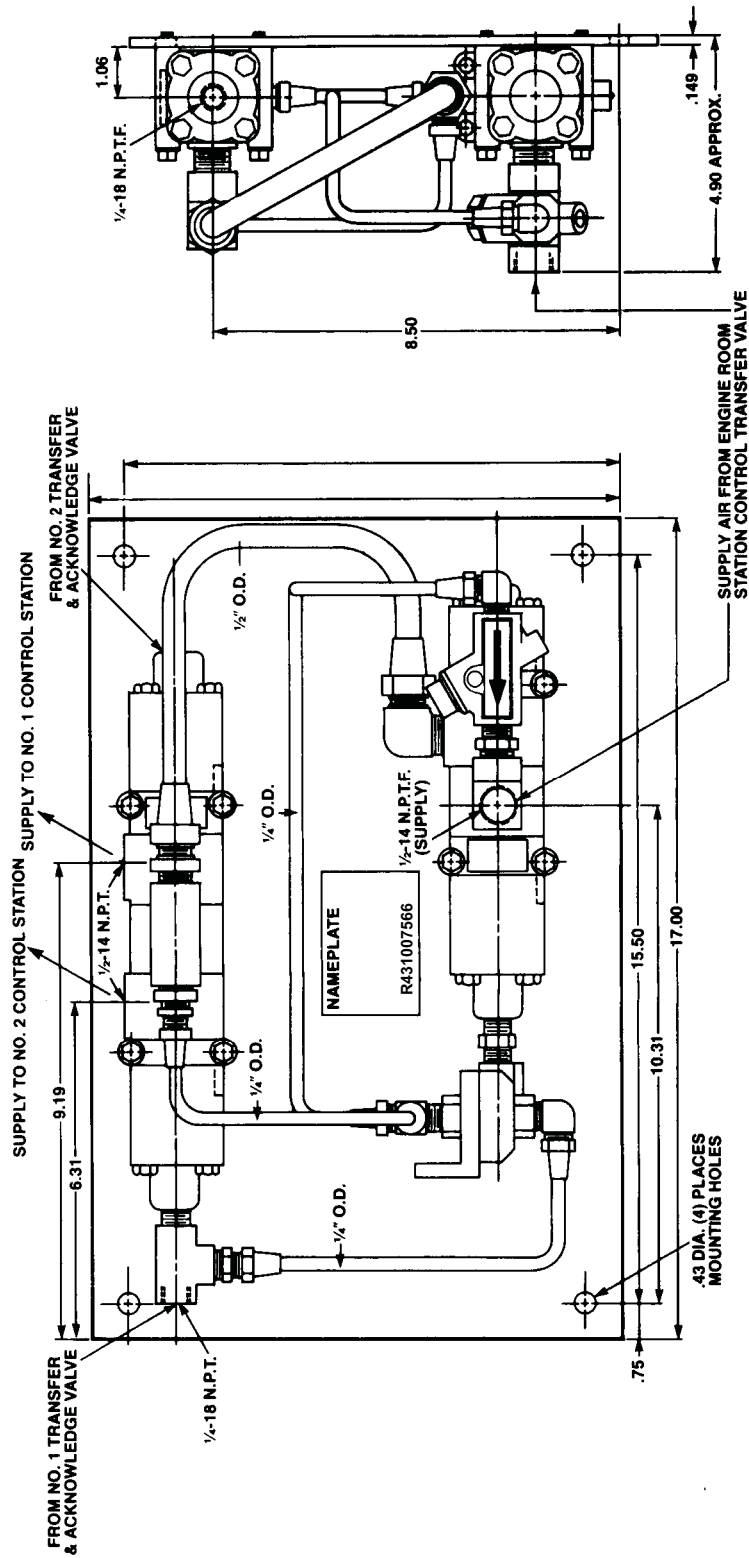 FROM NO. 1 TRANSFER
& ACKNOWLEDGE VALVE
¼-18 N.P.T.
SUPPLY TO NO. 2 CONTROL STATION
SUPPLY TO NO. 1 CONTROL STATION
½-14 N.P.T.
FROM NO. 2 TRANSFER
& ACKNOWLEDGE VALVE
9.19
6.31
½" O.D.
¼" O.D.
¼" O.D.
¼" O.D.
NAMEPLATE
R431007566
½-14 N.P.T.F.
(SUPPLY)
.75
.43 DIA. (4) PLACES
MOUNTING HOLES
10.31
15.50
17.00
SUPPLY AIR FROM ENGINE ROOM
STATION CONTROL TRANSFER VALVE
8.50
¼-18 N.P.T.F.
1.06
.149
4.90 APPROX.